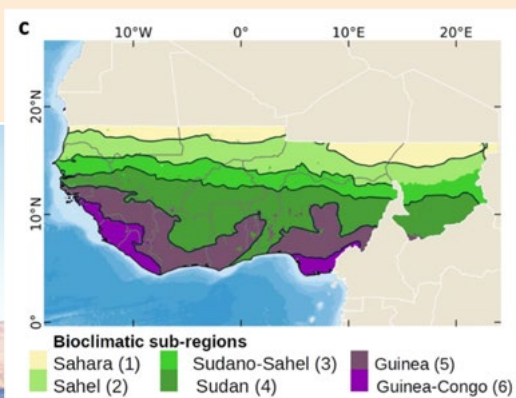 c
10°W 0° 10°E 20°E
20°N
10°N
0°
Bioclimatic sub-regions
Sahara (1) Sudano-Sahel (3) Guinea (5)
Sahel (2) Sudan (4) Guinea-Congo (6)